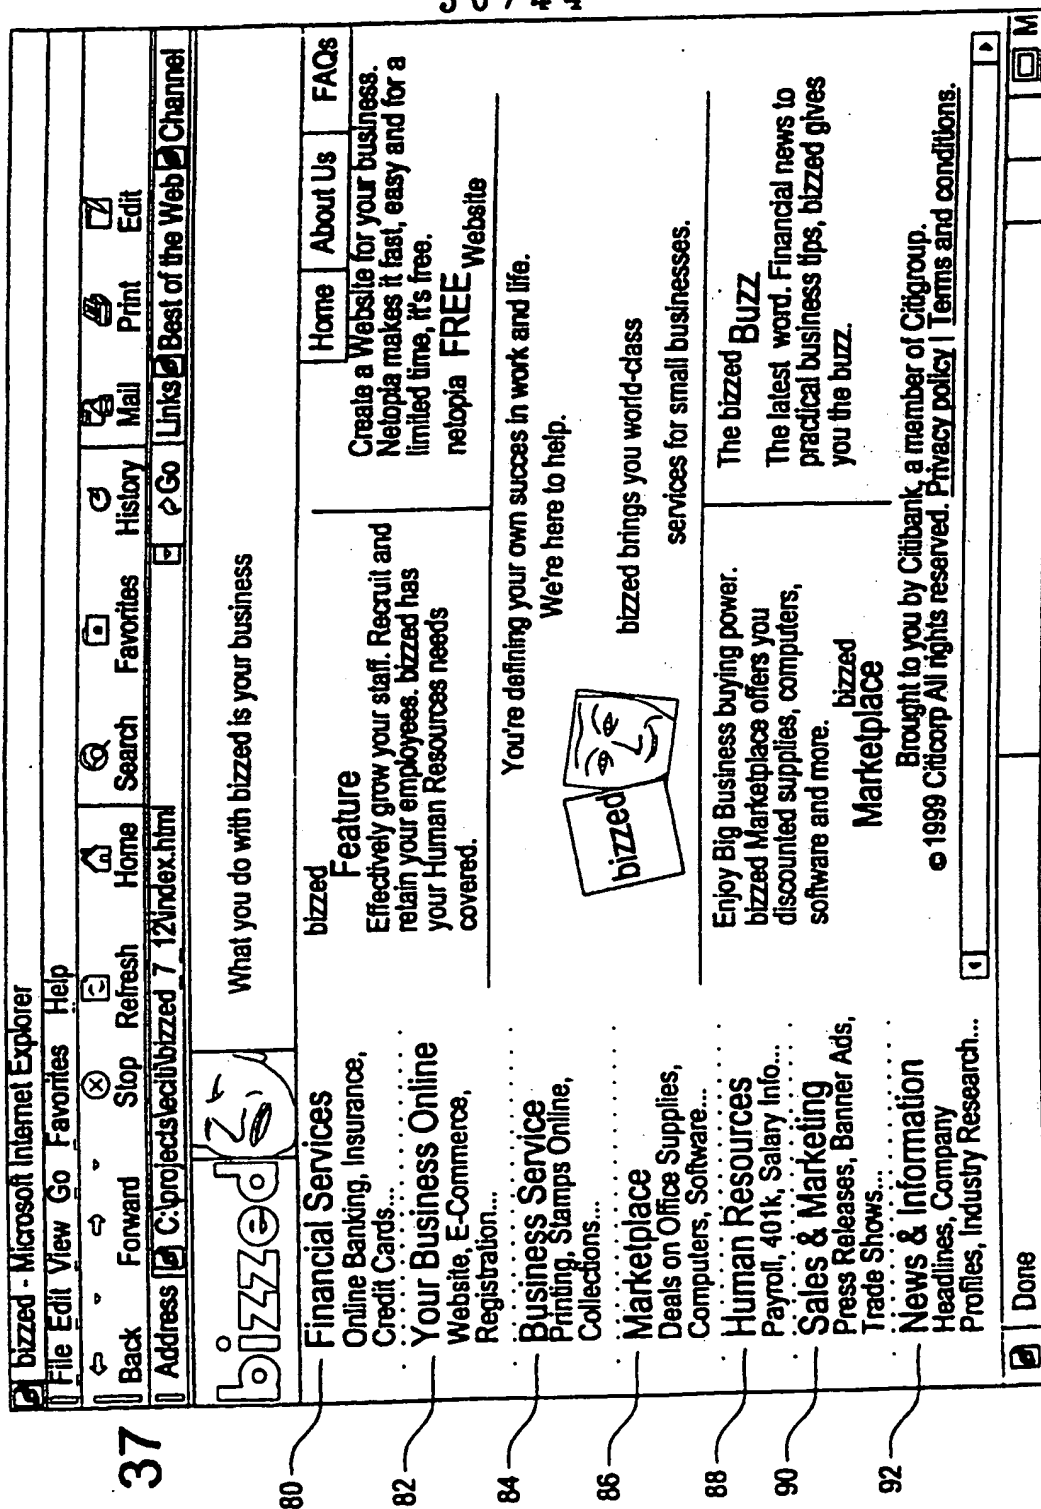 37
bizzed - Microsoft Internet Explorer
File Edit View Go Favorites Help
Back Forward Stop Refresh Home Search Favorites History Mail Print Edit
Address C:\projects\eciti\bizzed_7_12\index.html Go Links Best of the Web Channel
bizzed
What you do with bizzed is your business
Home About Us FAQs
80
Financial Services
Online Banking, Insurance,
Credit Cards...
82
Your Business Online
Website, E-Commerce,
Registration...
84
Business Service
Printing, Stamps Online,
Collections...
86
Marketplace
Deals on Office Supplies,
Computers, Software...
88
Human Resources
Payroll, 401k, Salary Info...
90
Sales & Marketing
Press Releases, Banner Ads,
Trade Shows...
92
News & Information
Headlines, Company
Profiles, Industry Research...
bizzed
Feature
Effectively grow your staff. Recruit and
retain your employees. bizzed has
your Human Resources needs
covered.
Create a Website for your business.
Netopia makes it fast, easy and for a
limited time, it's free.
netopia FREE Website
You're defining your own succes in work and life.
We're here to help.
bizzed
bizzed brings you world-class
services for small businesses.
Enjoy Big Business buying power.
bizzed Marketplace offers you
discounted supplies, computers,
software and more.
bizzed
Marketplace
The bizzed Buzz
The latest word. Financial news to
practical business tips, bizzed gives
you the buzz.
Brought to you by Citibank, a member of Citigroup.
© 1999 Citicorp All rights reserved. Privacy policy | Terms and conditions.
Done
M